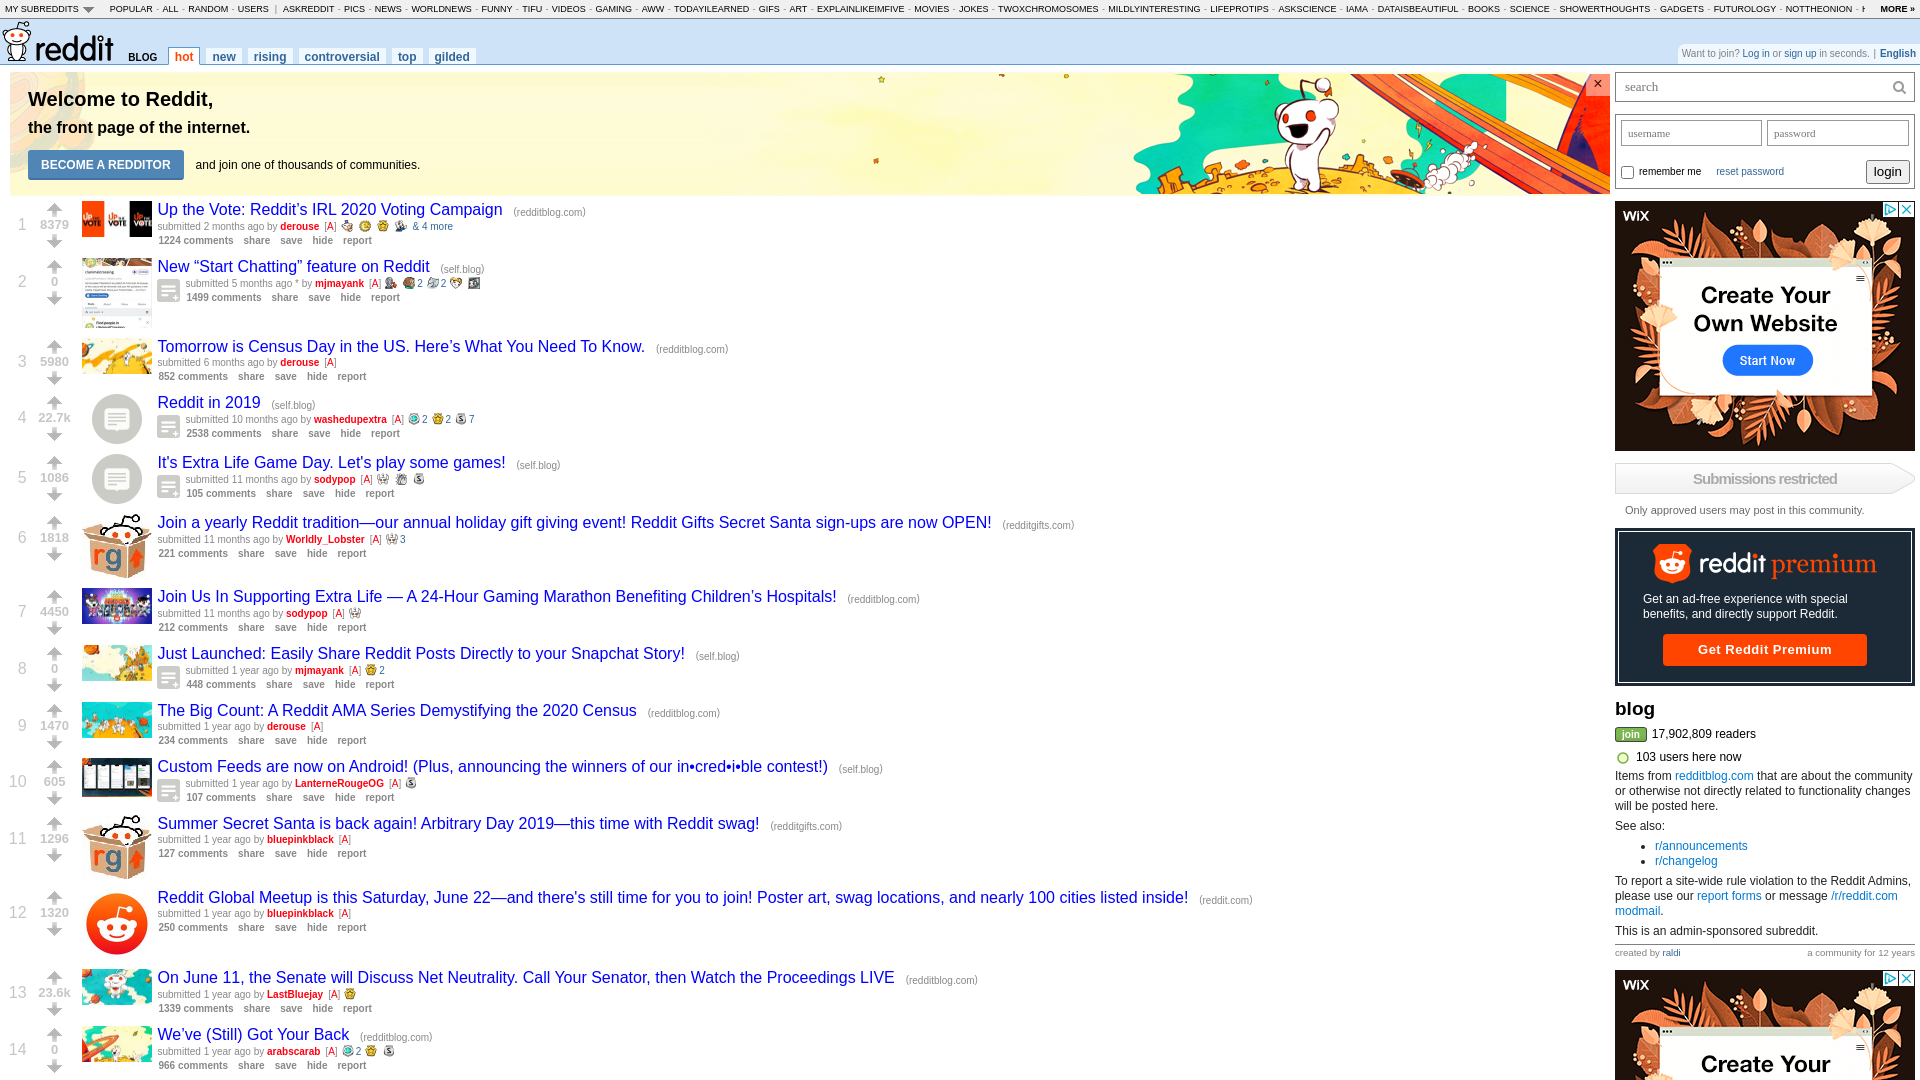 MY SUBREDDITS POPULAR - ALL - RANDOM - USERS | ASKREDDIT - PICS - NEWS - WORLDNEWS - FUNNY - TIFU - VIDEOS - GAMING - AWW - TODAYILEARNED - GIFS - ART - EXPLAINLIKEIMFIVE - MOVIES - JOKES - TWOXCHROMOSOMES - MILDLYINTERESTING - LIFEPROTIPS - ASKSCIENCE - IAMA - DATAISBEAUTIFUL - BOOKS - SCIENCE - SHOWERTHOUGHTS - GADGETS - FUTUROLOGY - NOTTHEONION - MORE »
reddit BLOG hot new rising controversial top gilded
Want to join? Log in or sign up in seconds. | English
Welcome to Reddit,
the front page of the internet.
BECOME A REDDITOR and join one of thousands of communities.
×
1 8379 Up the Vote: Reddit’s IRL 2020 Voting Campaign (redditblog.com)
submitted 2 months ago by derouse [A] & 4 more
1224 comments share save hide report
2 0 New “Start Chatting” feature on Reddit (self.blog)
submitted 5 months ago * by mjmayank [A] 2 2
1499 comments share save hide report
3 5980 Tomorrow is Census Day in the US. Here’s What You Need To Know. (redditblog.com)
submitted 6 months ago by derouse [A]
852 comments share save hide report
4 22.7k Reddit in 2019 (self.blog)
submitted 10 months ago by washedupextra [A] 2 2 7
2538 comments share save hide report
5 1086 It's Extra Life Game Day. Let's play some games! (self.blog)
submitted 11 months ago by sodypop [A]
105 comments share save hide report
6 1818 Join a yearly Reddit tradition—our annual holiday gift giving event! Reddit Gifts Secret Santa sign-ups are now OPEN! (redditgifts.com)
submitted 11 months ago by Worldly_Lobster [A] 3
221 comments share save hide report
7 4450 Join Us In Supporting Extra Life — A 24-Hour Gaming Marathon Benefiting Children’s Hospitals! (redditblog.com)
submitted 11 months ago by sodypop [A]
212 comments share save hide report
8 0 Just Launched: Easily Share Reddit Posts Directly to your Snapchat Story! (self.blog)
submitted 1 year ago by mjmayank [A] 2
448 comments share save hide report
9 1470 The Big Count: A Reddit AMA Series Demystifying the 2020 Census (redditblog.com)
submitted 1 year ago by derouse [A]
234 comments share save hide report
10 605 Custom Feeds are now on Android! (Plus, announcing the winners of our in•cred•i•ble contest!) (self.blog)
submitted 1 year ago by LanterneRougeOG [A]
107 comments share save hide report
11 1296 Summer Secret Santa is back again! Arbitrary Day 2019—this time with Reddit swag! (redditgifts.com)
submitted 1 year ago by bluepinkblack [A]
127 comments share save hide report
12 1320 Reddit Global Meetup is this Saturday, June 22—and there's still time for you to join! Poster art, swag locations, and nearly 100 cities listed inside! (reddit.com)
submitted 1 year ago by bluepinkblack [A]
250 comments share save hide report
13 23.6k On June 11, the Senate will Discuss Net Neutrality. Call Your Senator, then Watch the Proceedings LIVE (redditblog.com)
submitted 1 year ago by LastBluejay [A]
1339 comments share save hide report
14 0 We’ve (Still) Got Your Back (redditblog.com)
submitted 1 year ago by arabscarab [A] 2
966 comments share save hide report
search
username password
remember me reset password login
WiX
Create Your
Own Website
Start Now
Submissions restricted
Only approved users may post in this community.
reddit premium
Get an ad-free experience with special
benefits, and directly support Reddit.
Get Reddit Premium
blog
join 17,902,809 readers
103 users here now
Items from redditblog.com that are about the community
or otherwise not directly related to functionality changes
will be posted here.
See also:
• r/announcements
• r/changelog
To report a site-wide rule violation to the Reddit Admins,
please use our report forms or message /r/reddit.com
modmail.
This is an admin-sponsored subreddit.
created by raldi a community for 12 years
WiX
Create Your